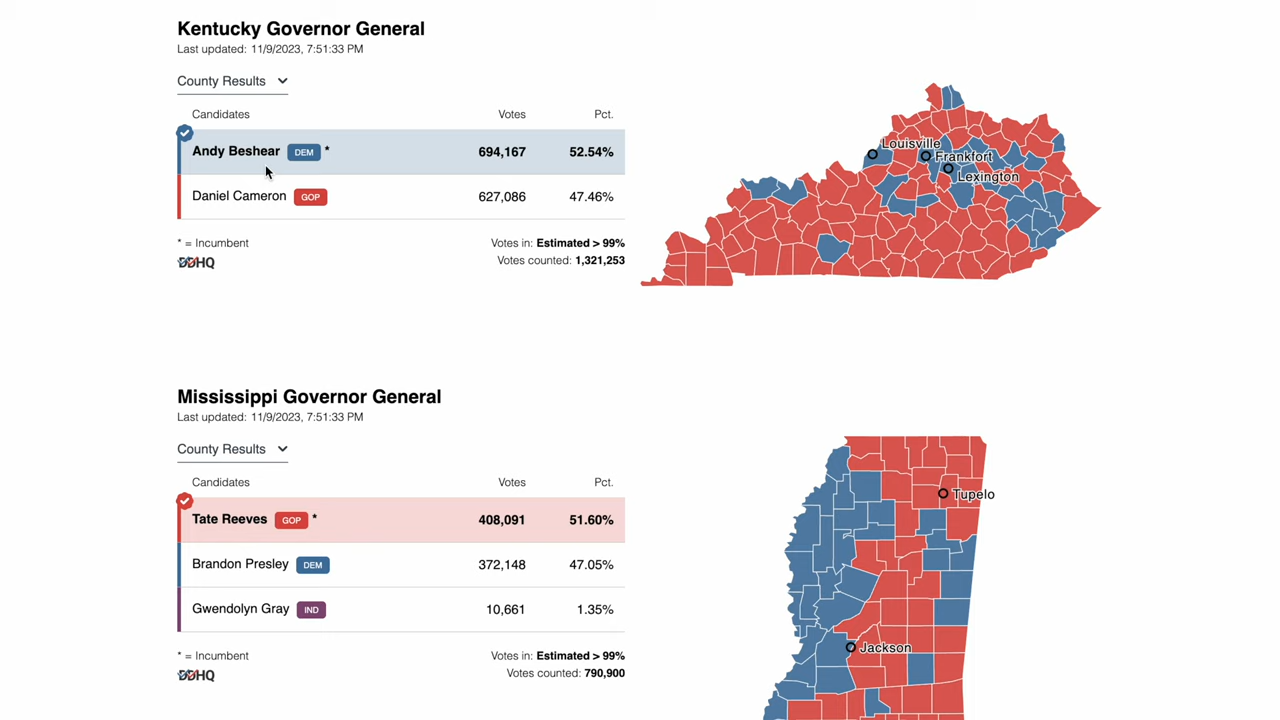 Kentucky Governor General
Last updated: 11/9/2023, 7:51:33 PM
County Results
Candidates Votes Pct.
Andy Beshear DEM * 694,167 52.54%
Daniel Cameron GOP 627,086 47.46%
* = Incumbent Votes in: Estimated > 99%
DDHQ Votes counted: 1,321,253
Louisville
Frankfort
Lexington
Mississippi Governor General
Last updated: 11/9/2023, 7:51:33 PM
County Results
Candidates Votes Pct.
Tate Reeves GOP * 408,091 51.60%
Brandon Presley DEM 372,148 47.05%
Gwendolyn Gray IND 10,661 1.35%
* = Incumbent Votes in: Estimated > 99%
DDHQ Votes counted: 790,900
Tupelo
Jackson